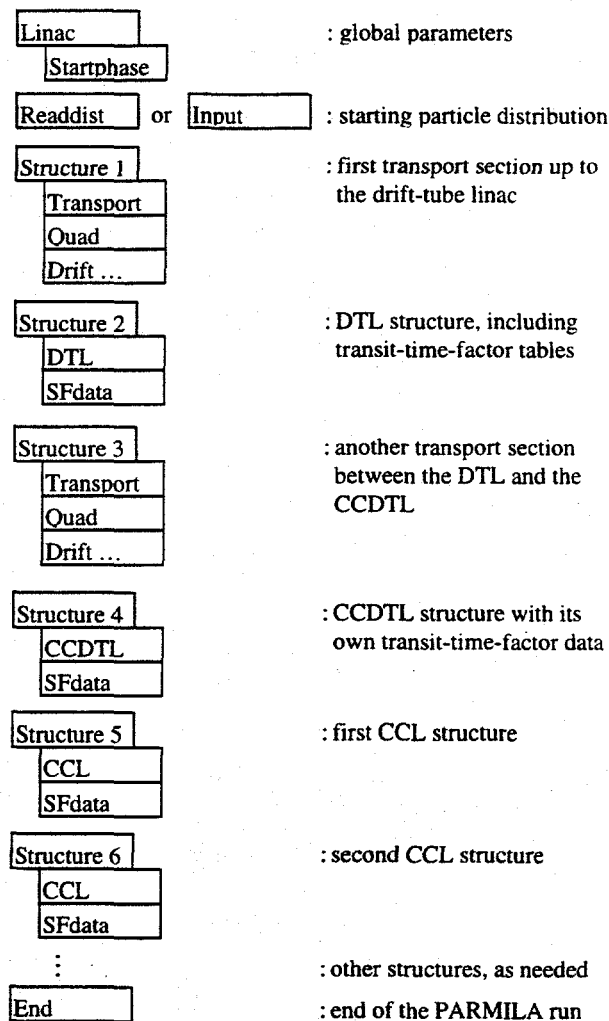 Linac : global parameters
Startphase
Readdist or Input : starting particle distribution
Structure 1 : first transport section up to
Transport the drift-tube linac
Quad
Drift ...
Structure 2 : DTL structure, including
DTL transit-time-factor tables
SFdata
Structure 3 : another transport section
Transport between the DTL and the
Quad CCDTL
Drift ...
Structure 4 : CCDTL structure with its
CCDTL own transit-time-factor data
SFdata
Structure 5 : first CCL structure
CCL
SFdata
Structure 6 : second CCL structure
CCL
SFdata
⋮ : other structures, as needed
End : end of the PARMILA run